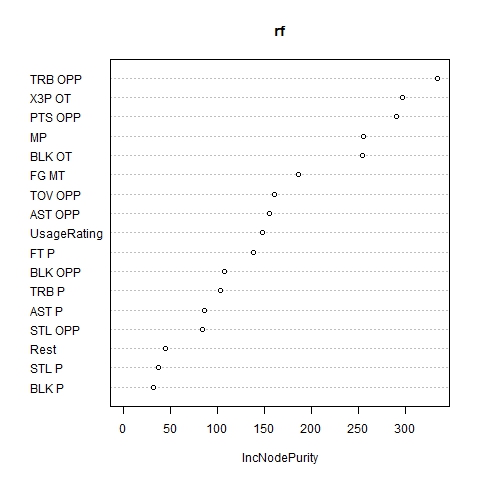 rf
TRB OPP
X3P OT
PTS OPP
MP
BLK OT
FG MT
TOV OPP
AST OPP
UsageRating
FT P
BLK OPP
TRB P
AST P
STL OPP
Rest
STL P
BLK P
0 50 100 150 200 250 300
IncNodePurity